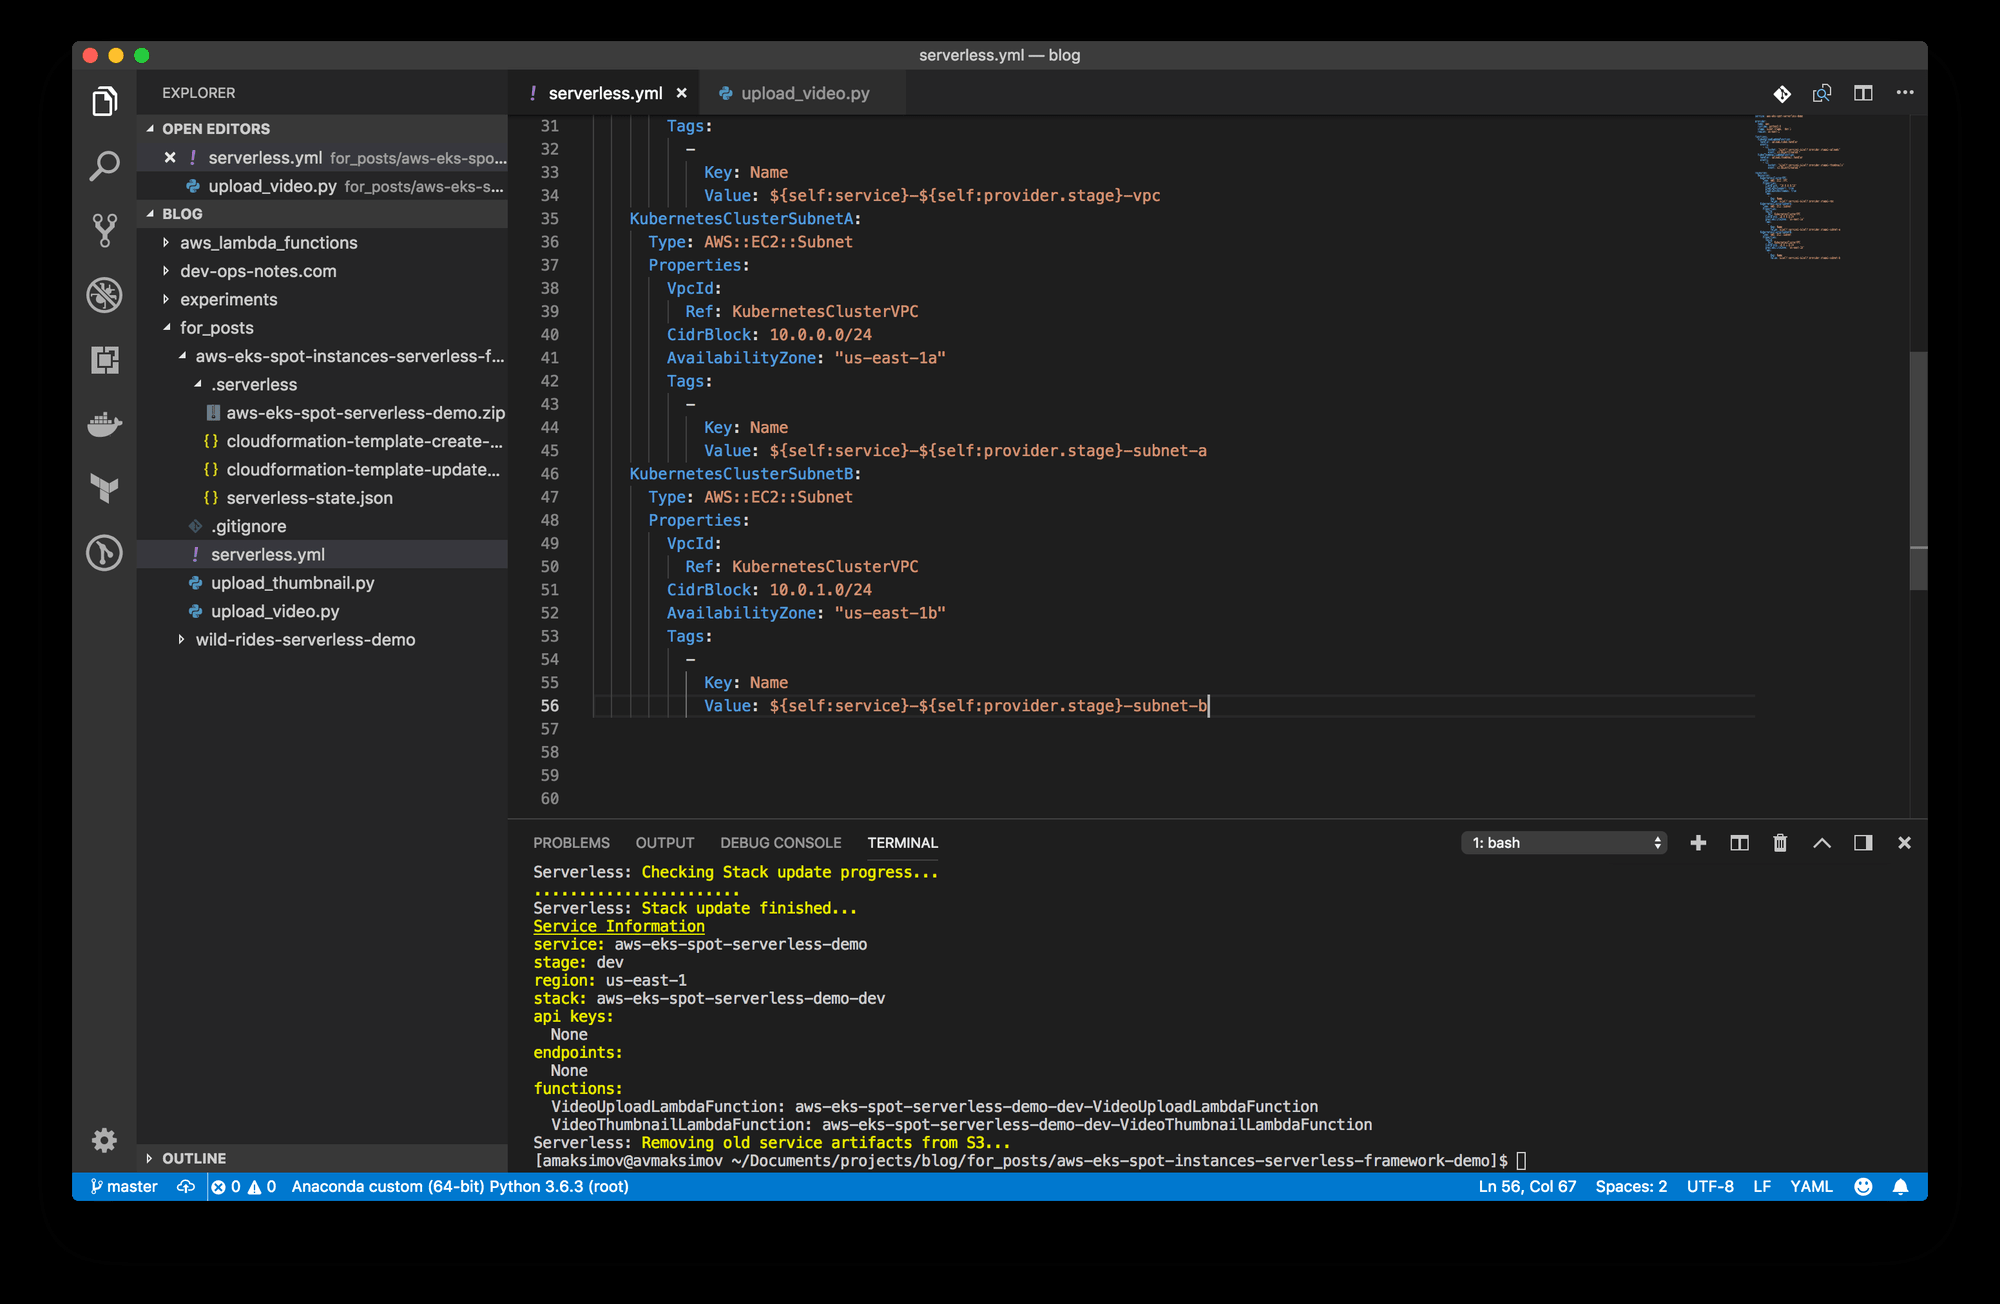 serverless.yml — blog
EXPLORER
OPEN EDITORS
serverless.yml for_posts/aws-eks-spo...
upload_video.py for_posts/aws-eks-s...
BLOG
aws_lambda_functions
dev-ops-notes.com
experiments
for_posts
aws-eks-spot-instances-serverless-f...
.serverless
aws-eks-spot-serverless-demo.zip
{} cloudformation-template-create-...
{} cloudformation-template-update...
{} serverless-state.json
.gitignore
! serverless.yml
upload_thumbnail.py
upload_video.py
wild-rides-serverless-demo
OUTLINE
! serverless.yml
upload_video.py
31 Tags:
32 -
33 Key: Name
34 Value: ${self:service}-${self:provider.stage}-vpc
35 KubernetesClusterSubnetA:
36 Type: AWS::EC2::Subnet
37 Properties:
38 VpcId:
39 Ref: KubernetesClusterVPC
40 CidrBlock: 10.0.0.0/24
41 AvailabilityZone: "us-east-1a"
42 Tags:
43 -
44 Key: Name
45 Value: ${self:service}-${self:provider.stage}-subnet-a
46 KubernetesClusterSubnetB:
47 Type: AWS::EC2::Subnet
48 Properties:
49 VpcId:
50 Ref: KubernetesClusterVPC
51 CidrBlock: 10.0.1.0/24
52 AvailabilityZone: "us-east-1b"
53 Tags:
54 -
55 Key: Name
56 Value: ${self:service}-${self:provider.stage}-subnet-b
57
58
59
60
PROBLEMS OUTPUT DEBUG CONSOLE TERMINAL 1: bash
Serverless: Checking Stack update progress...
.......................
Serverless: Stack update finished...
Service Information
service: aws-eks-spot-serverless-demo
stage: dev
region: us-east-1
stack: aws-eks-spot-serverless-demo-dev
api keys:
None
endpoints:
None
functions:
VideoUploadLambdaFunction: aws-eks-spot-serverless-demo-dev-VideoUploadLambdaFunction
VideoThumbnailLambdaFunction: aws-eks-spot-serverless-demo-dev-VideoThumbnailLambdaFunction
Serverless: Removing old service artifacts from S3...
[amaksimov@avmaksimov ~/Documents/projects/blog/for_posts/aws-eks-spot-instances-serverless-framework-demo]$
master 0 0 Anaconda custom (64-bit) Python 3.6.3 (root) Ln 56, Col 67 Spaces: 2 UTF-8 LF YAML